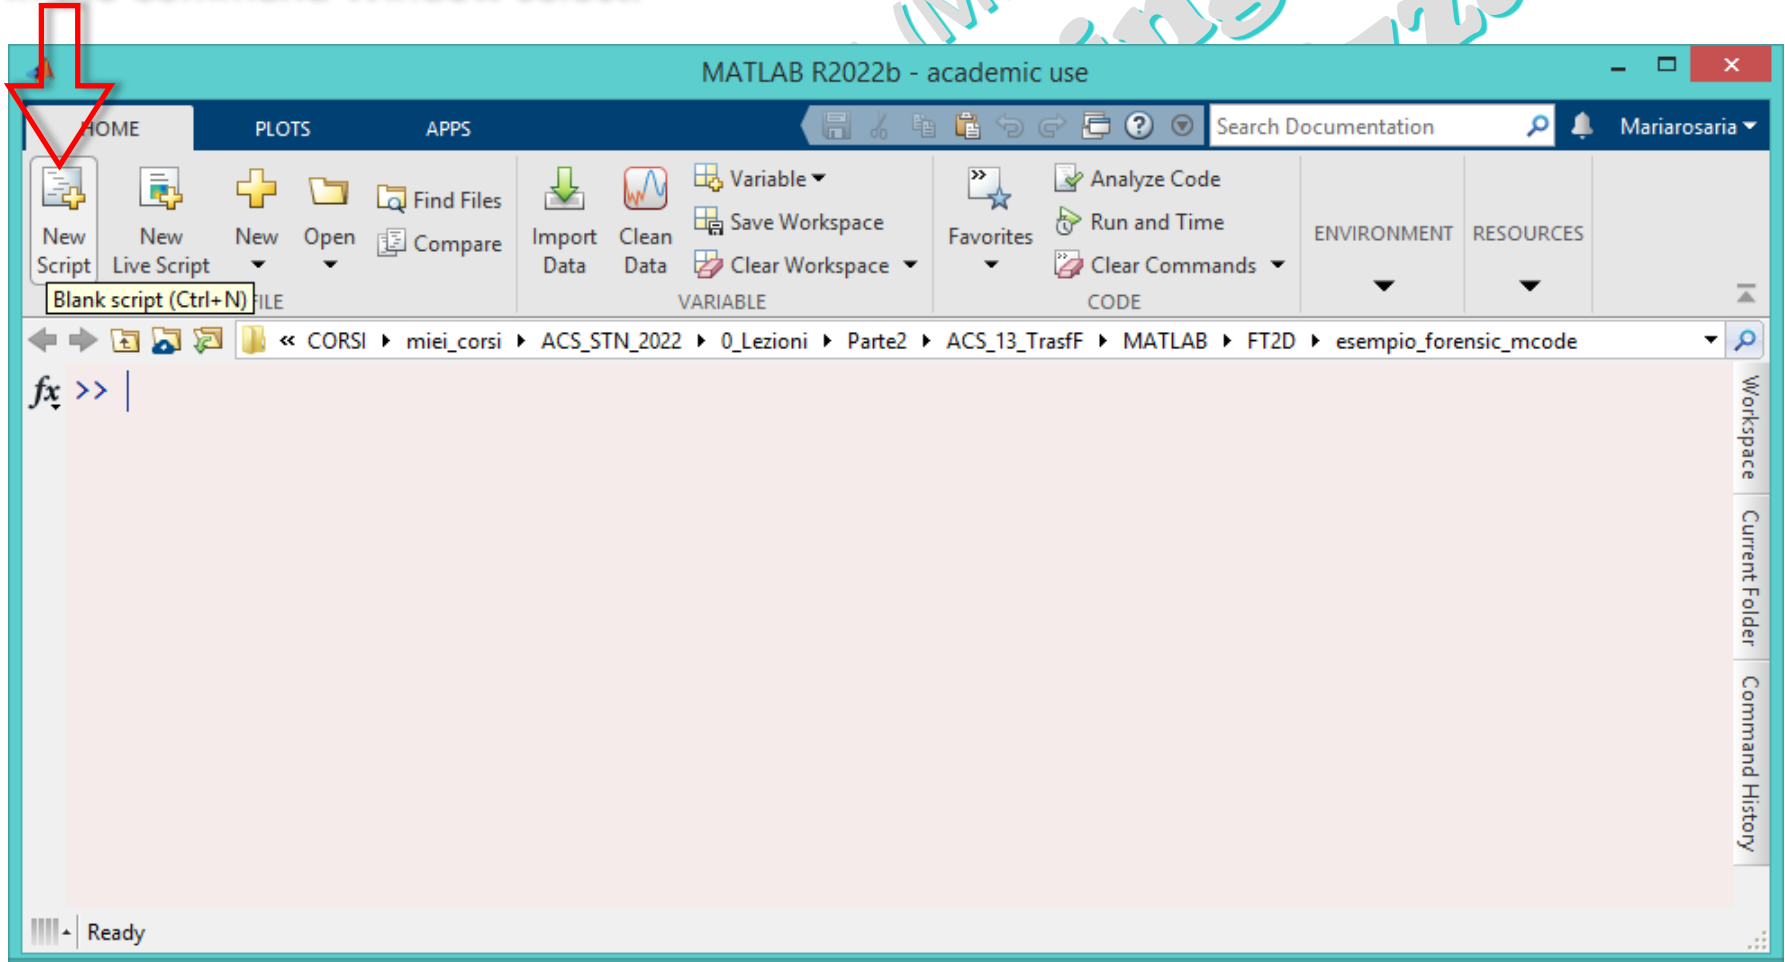 MATLAB R2022b - academic use
HOME PLOTS APPS Search Documentation Mariarosaria
New Script
New Live Script
New
Open
Find Files
Compare
FILE
Import Data
Clean Data
Variable
Save Workspace
Clear Workspace
VARIABLE
Favorites
Analyze Code
Run and Time
Clear Commands
CODE
ENVIRONMENT
RESOURCES
Blank script (Ctrl+N)
« CORSI miei_corsi ACS_STN_2022 0_Lezioni Parte2 ACS_13_TrasfF MATLAB FT2D esempio_forensic_mcode
fx >>
Workspace
Current Folder
Command History
Ready